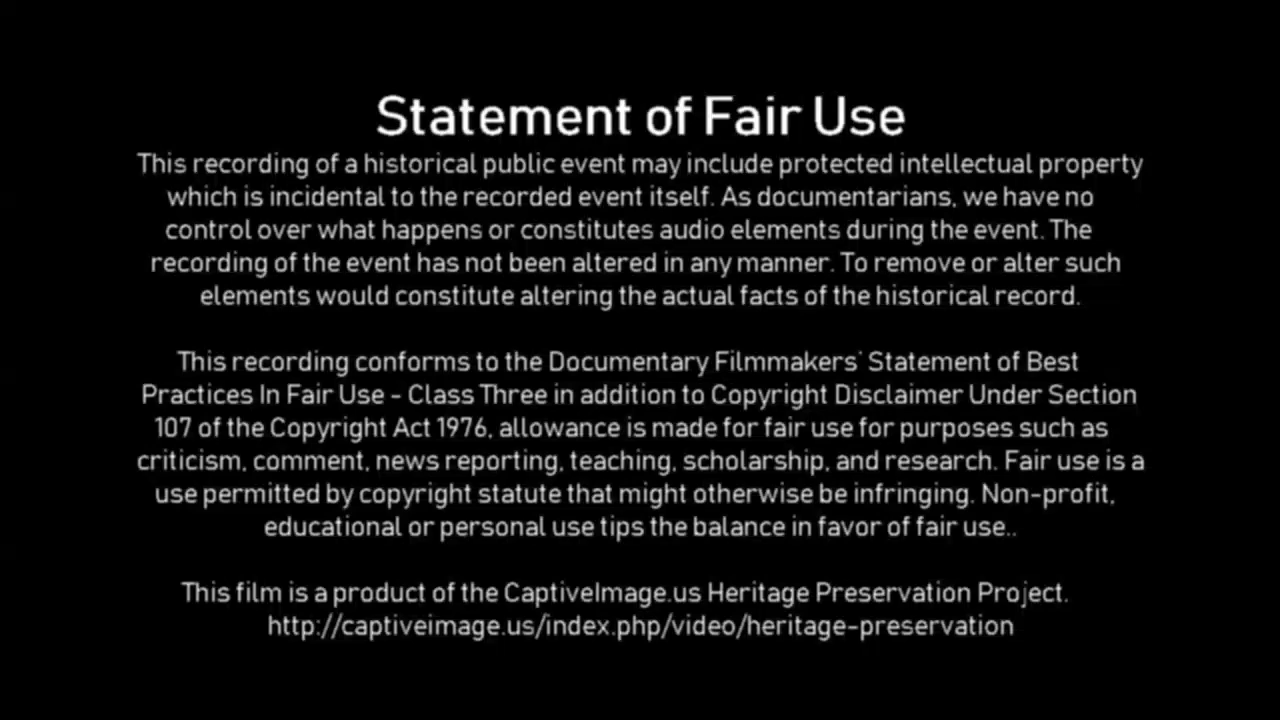 Statement of Fair Use
This recording of a historical public event may include protected intellectual property
which is incidental to the recorded event itself. As documentarians, we have no
control over what happens or constitutes audio elements during the event. The
recording of the event has not been altered in any manner. To remove or alter such
elements would constitute altering the actual facts of the historical record.
This recording conforms to the Documentary Filmmakers' Statement of Best
Practices In Fair Use - Class Three in addition to Copyright Disclaimer Under Section
107 of the Copyright Act 1976, allowance is made for fair use for purposes such as
criticism, comment, news reporting, teaching, scholarship, and research. Fair use is a
use permitted by copyright statute that might otherwise be infringing. Non-profit,
educational or personal use tips the balance in favor of fair use..
This film is a product of the CaptiveImage.us Heritage Preservation Project.
http://captiveimage.us/index.php/video/heritage-preservation